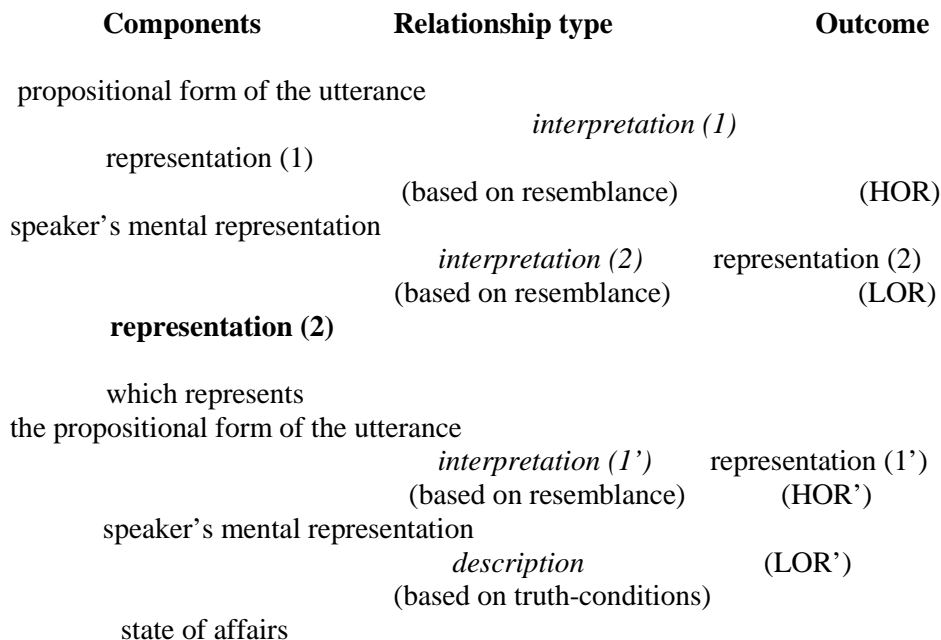 Components Relationship type Outcome
propositional form of the utterance
interpretation (1)
representation (1)
(based on resemblance) (HOR)
speaker’s mental representation
interpretation (2) representation (2)
(based on resemblance) (LOR)
representation (2)
which represents
the propositional form of the utterance
interpretation (1’) representation (1’)
(based on resemblance) (HOR’)
speaker’s mental representation
description (LOR’)
(based on truth-conditions)
state of affairs